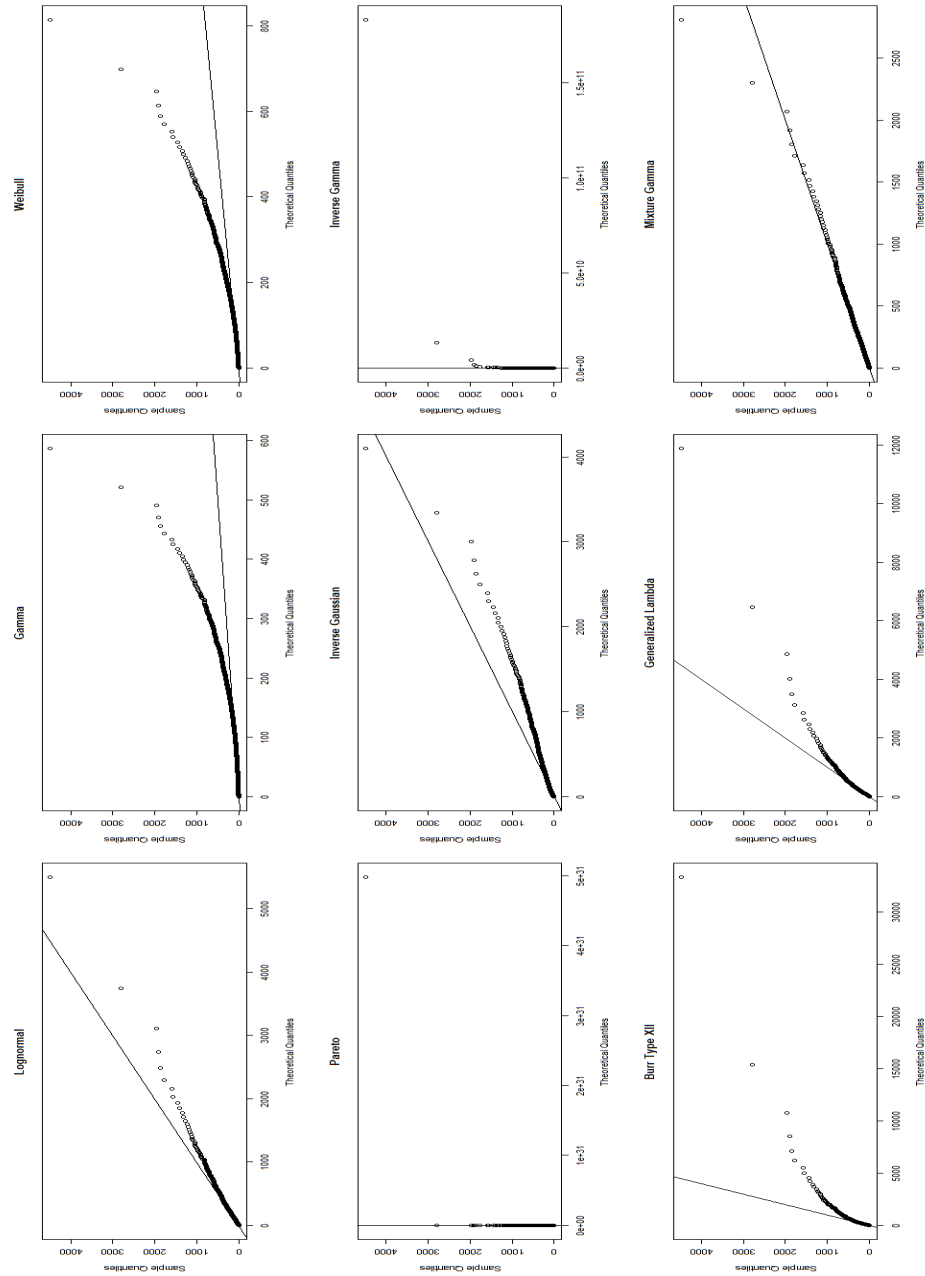 Lognormal
Sample Quantiles
4000
3000
2000
1000
0
0
1000
2000
3000
4000
5000
Theoretical Quantiles
Gamma
Sample Quantiles
4000
3000
2000
1000
0
0
100
200
300
400
500
600
Theoretical Quantiles
Weibull
Sample Quantiles
4000
3000
2000
1000
0
0
200
400
600
800
Theoretical Quantiles
Pareto
Sample Quantiles
4000
3000
2000
1000
0
0e+00
1e+31
2e+31
3e+31
4e+31
5e+31
Theoretical Quantiles
Inverse Gaussian
Sample Quantiles
4000
3000
2000
1000
0
0
1000
2000
3000
4000
Theoretical Quantiles
Inverse Gamma
Sample Quantiles
4000
3000
2000
1000
0
0.0e+00
5.0e+10
1.0e+11
1.5e+11
Theoretical Quantiles
Burr Type XII
Sample Quantiles
4000
3000
2000
1000
0
0
5000
10000
15000
20000
25000
30000
Theoretical Quantiles
Generalized Lambda
Sample Quantiles
4000
3000
2000
1000
0
0
2000
4000
6000
8000
10000
12000
Theoretical Quantiles
Mixture Gamma
Sample Quantiles
4000
3000
2000
1000
0
0
500
1000
1500
2000
2500
Theoretical Quantiles